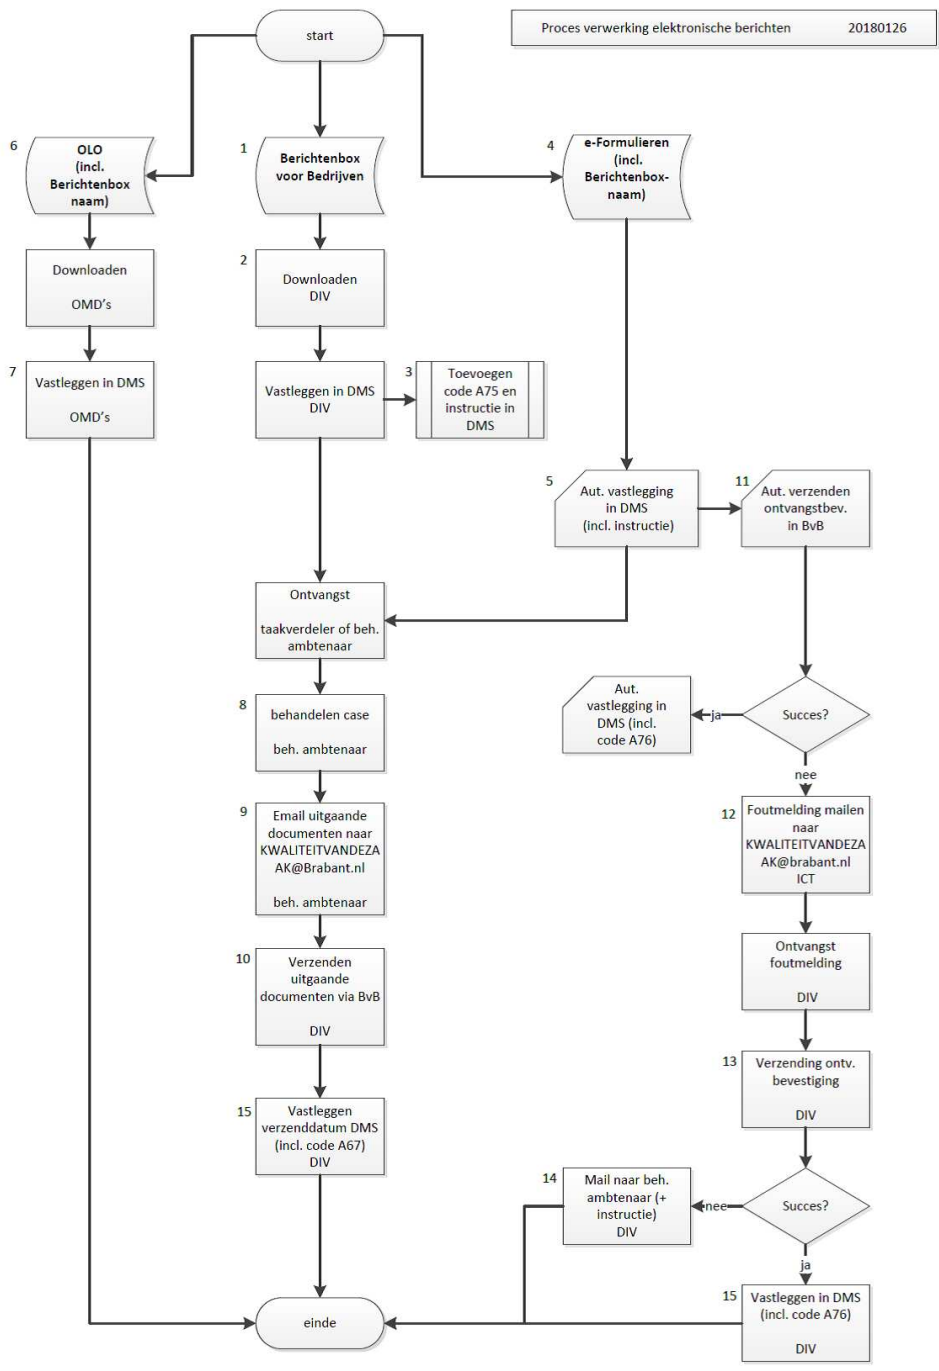 start
Proces verwerking elektronische berichten 20180126
6
OLO
(incl.
Berichtenbox
naam)
1
Berichtenbox
voor Bedrijven
4
e-Formulieren
(incl.
Berichtenbox-
naam)
Downloaden
OMD's
2
Downloaden
DIV
7
Vastleggen in DMS
OMD's
Vastleggen in DMS
DIV
3
Toevoegen
code A75 en
instructie in
DMS
5
Aut. vastlegging
in DMS
(incl. instructie)
11
Aut. verzenden
ontvangstbev.
in BvB
Ontvangst
taakverdeler of beh.
ambtenaar
8
behandelen case
beh. ambtenaar
Aut.
vastlegging in
DMS (incl.
code A76)
ja
Succes?
nee
9
Email uitgaande
documenten naar
KWALITEITVANDEZA
AK@Brabant.nl
beh. ambtenaar
12
Foutmelding mailen
naar
KWALITEITVANDEZA
AK@brabant.nl
ICT
10
Verzenden
uitgaande
documenten via BvB
DIV
Ontvangst
foutmelding
DIV
13
Verzending ontv.
bevestiging
DIV
15
Vastleggen
verzenddatum DMS
(incl. code A67)
DIV
14
Mail naar beh.
ambtenaar (+
instructie)
DIV
nee
Succes?
ja
15
Vastleggen in DMS
(incl. code A76)
DIV
einde